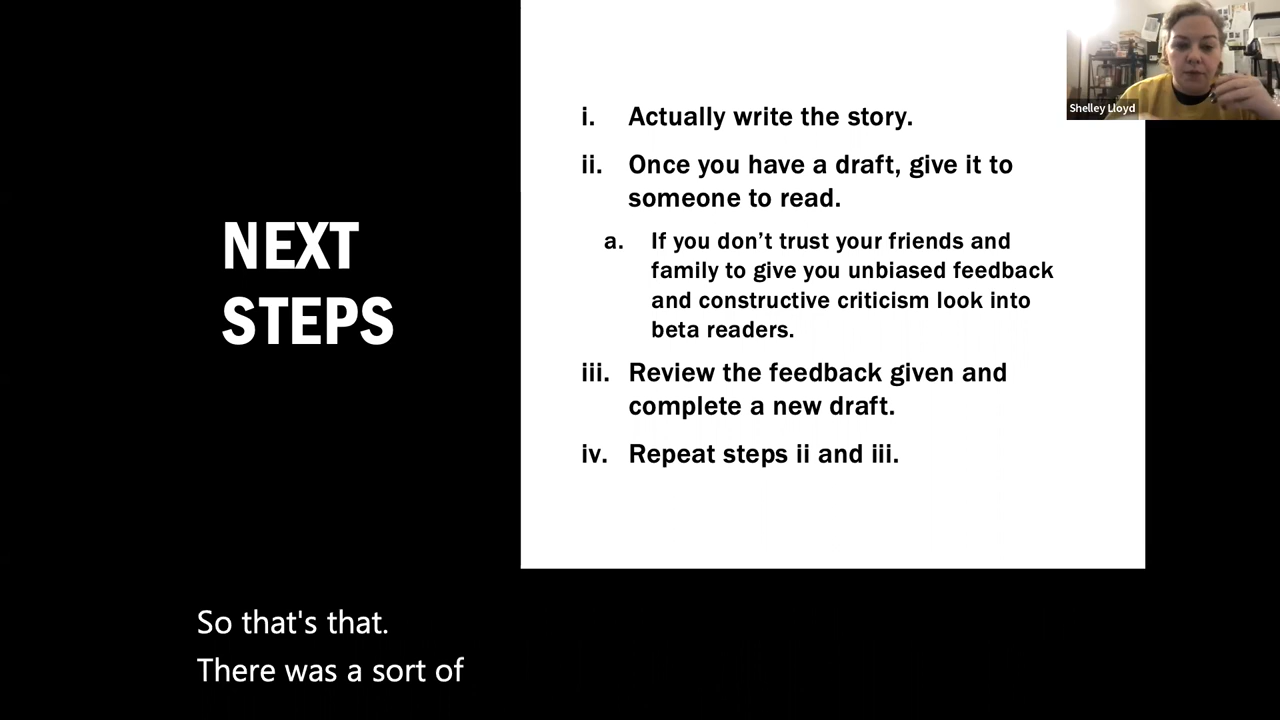 NEXT
STEPS
i. Actually write the story.
ii. Once you have a draft, give it to
someone to read.
a. If you don’t trust your friends and
family to give you unbiased feedback
and constructive criticism look into
beta readers.
iii. Review the feedback given and
complete a new draft.
iv. Repeat steps ii and iii.
Shelley Lloyd
So that's that.
There was a sort of